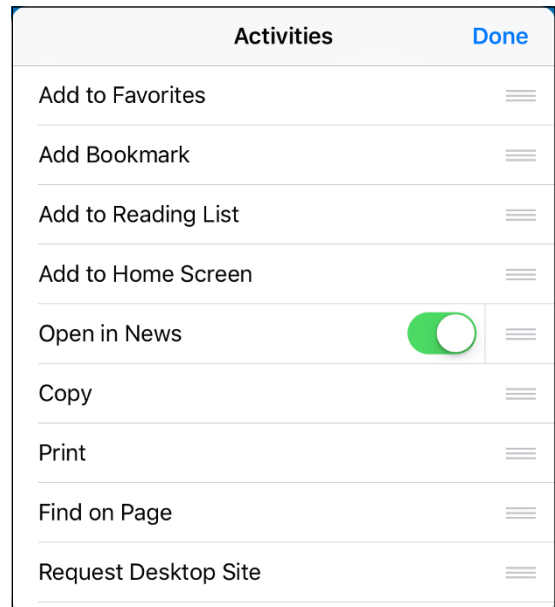 Activities Done
Add to Favorites
Add Bookmark
Add to Reading List
Add to Home Screen
Open in News
Copy
Print
Find on Page
Request Desktop Site